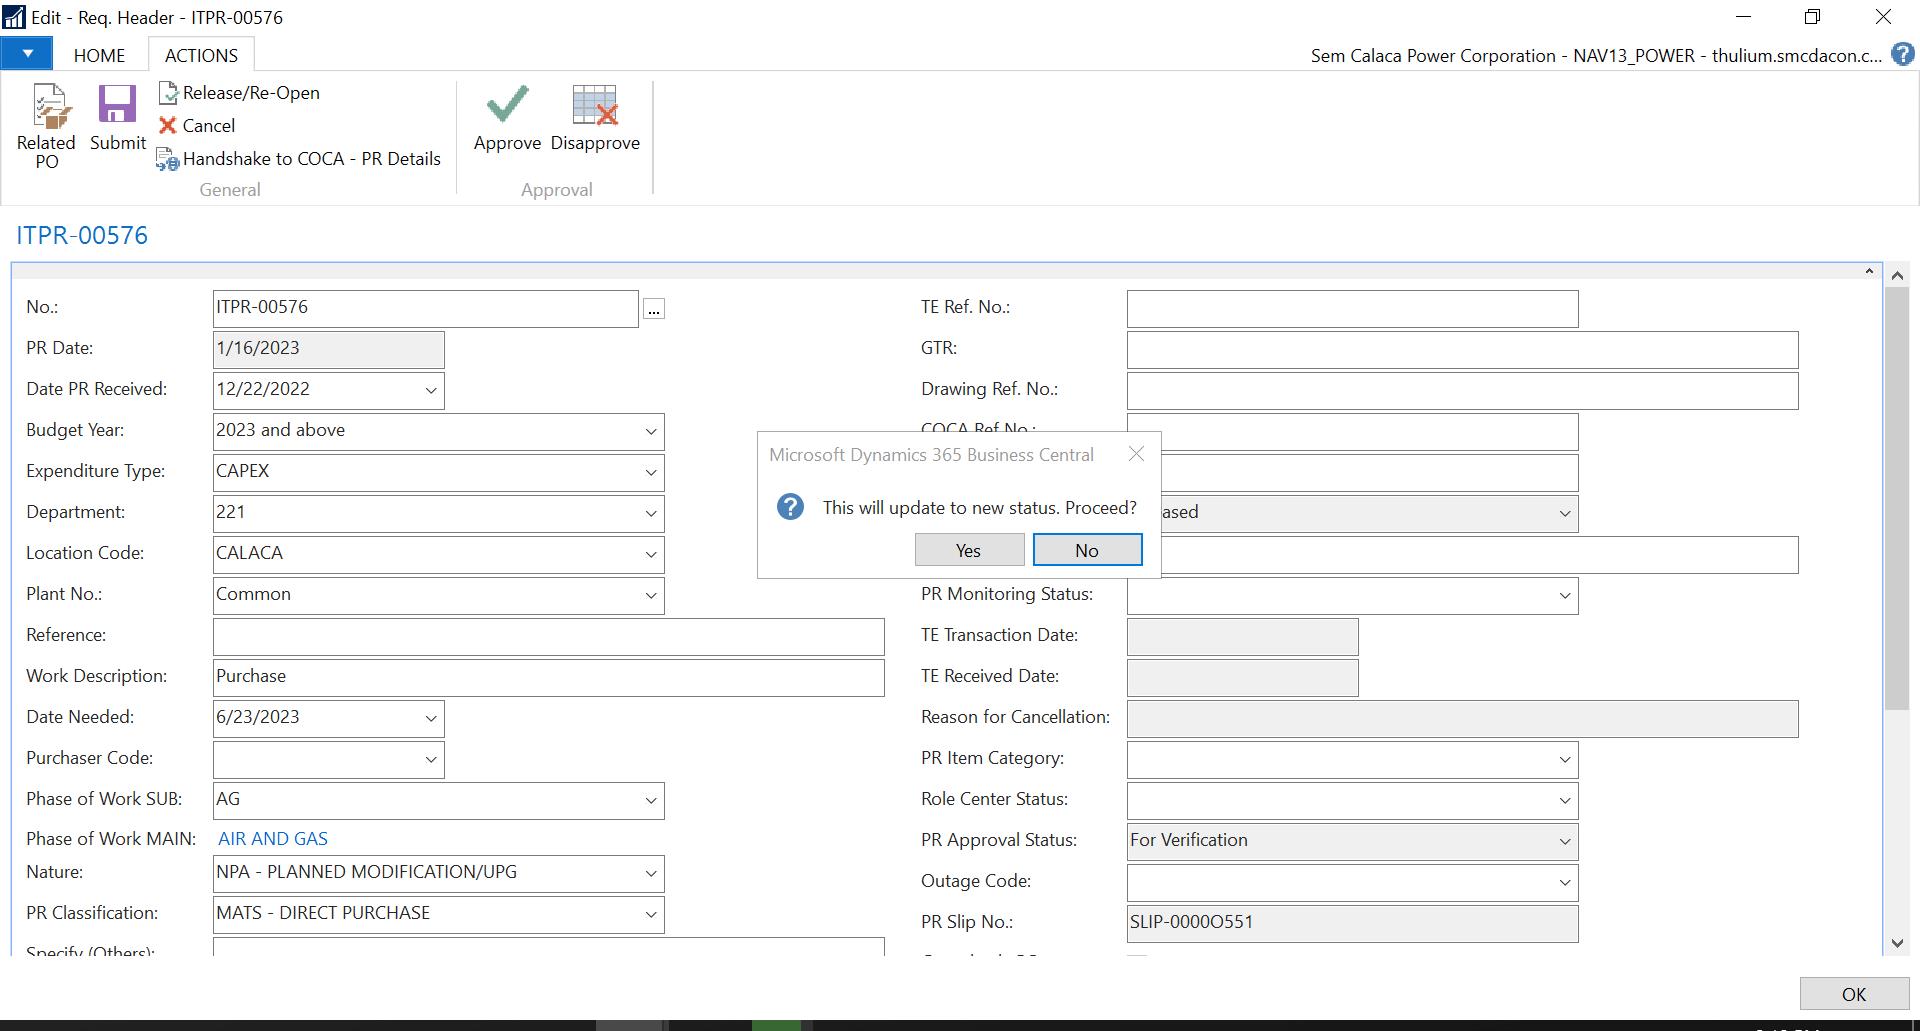 Edit - Req. Header - ITPR-00576
HOME
ACTIONS
Sem Calaca Power Corporation - NAV13_POWER - thulium.smcdacon.c...
Related PO
Submit
Release/Re-Open
Cancel
Handshake to COCA - PR Details
General
Approve
Disapprove
Approval
ITPR-00576
No.: ITPR-00576
PR Date: 1/16/2023
Date PR Received: 12/22/2022
Budget Year: 2023 and above
Expenditure Type: CAPEX
Department: 221
Location Code: CALACA
Plant No.: Common
Reference:
Work Description: Purchase
Date Needed: 6/23/2023
Purchaser Code:
Phase of Work SUB: AG
Phase of Work MAIN: AIR AND GAS
Nature: NPA - PLANNED MODIFICATION/UPG
PR Classification: MATS - DIRECT PURCHASE
Specify (Others):
TE Ref. No.:
GTR:
Drawing Ref. No.:
COCA Ref No.:
ased
PR Monitoring Status:
TE Transaction Date:
TE Received Date:
Reason for Cancellation:
PR Item Category:
Role Center Status:
PR Approval Status: For Verification
Outage Code:
PR Slip No.: SLIP-0000O551
Microsoft Dynamics 365 Business Central
This will update to new status. Proceed?
Yes
No
OK